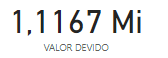 1,1167 Mi
VALOR DEVIDO